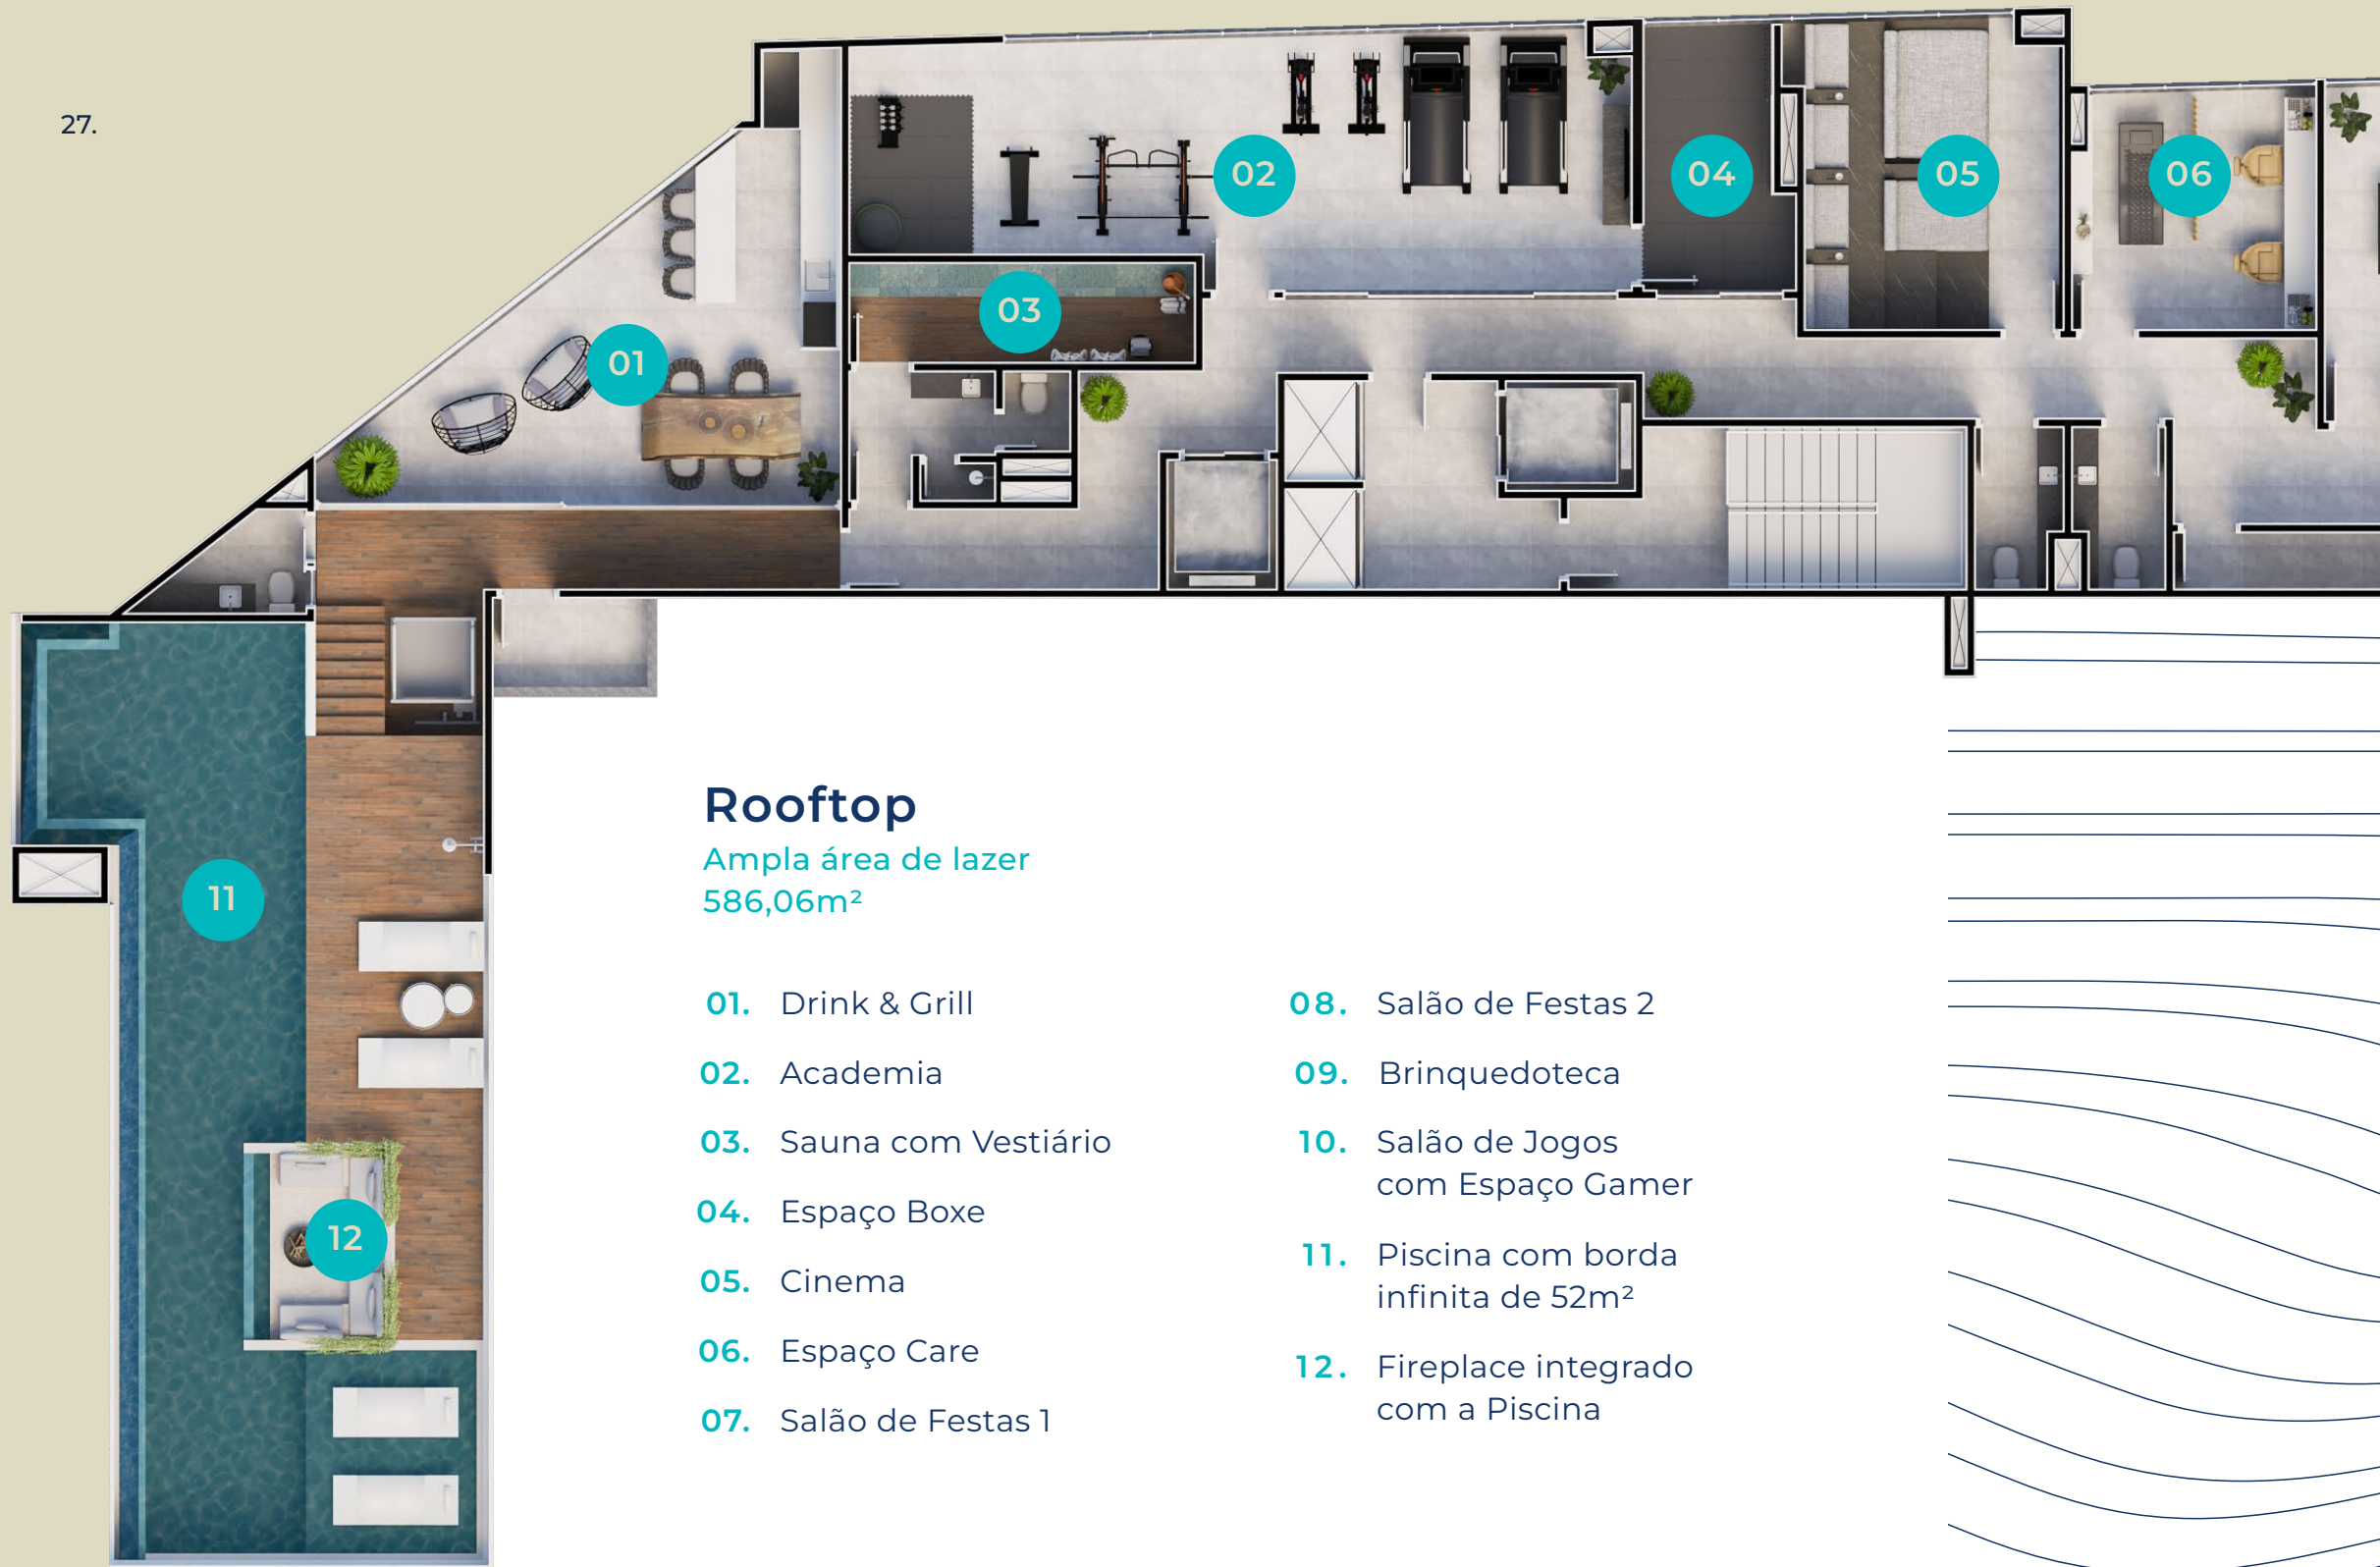 27.
01
02
03
04
05
06
11
12
Rooftop
Ampla área de lazer
586,06m²
01. Drink & Grill
02. Academia
03. Sauna com Vestiário
04. Espaço Boxe
05. Cinema
06. Espaço Care
07. Salão de Festas 1
08. Salão de Festas 2
09. Brinquedoteca
10. Salão de Jogos
com Espaço Gamer
11. Piscina com borda
infinita de 52m²
12. Fireplace integrado
com a Piscina